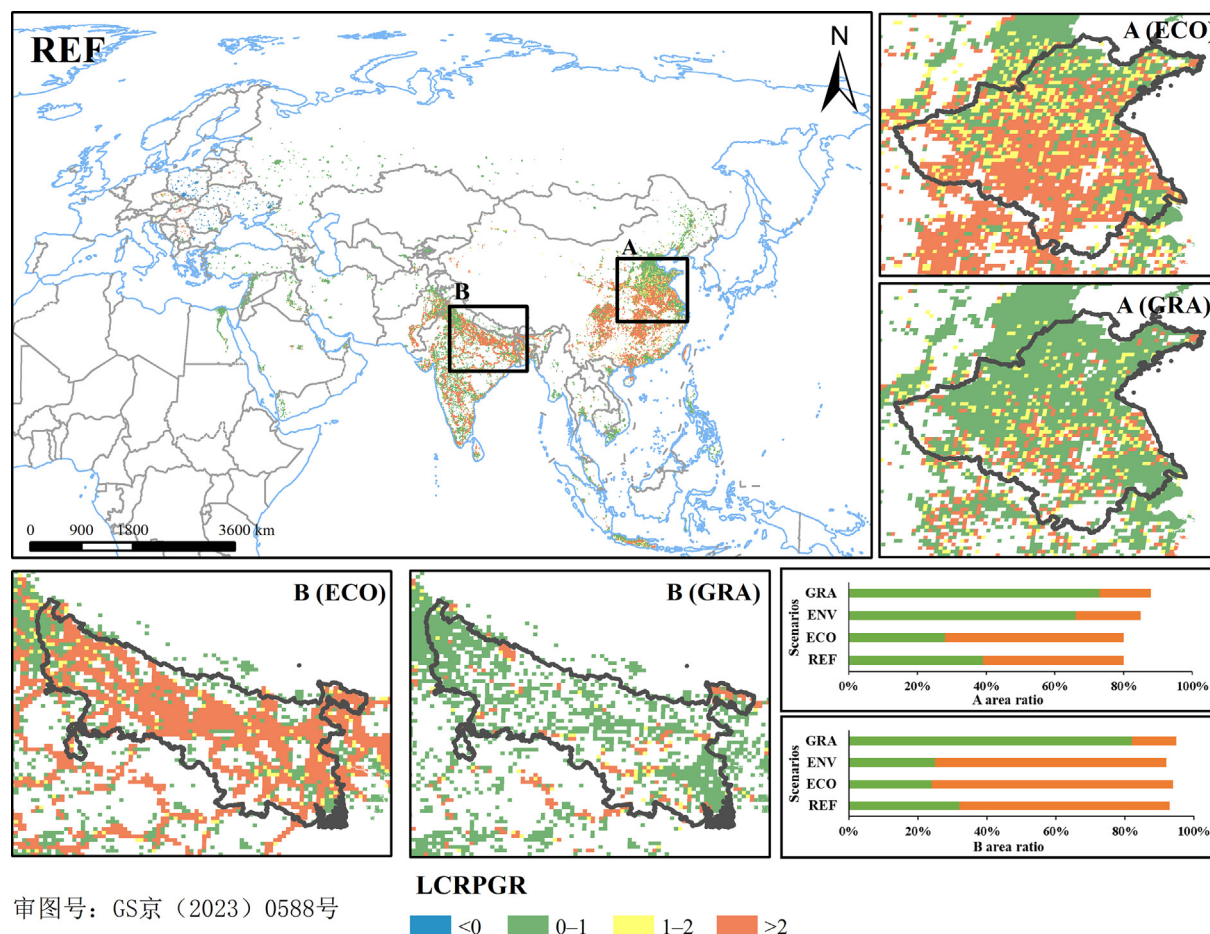 REF
N
A
B
0 900 1800 3600 km
A (ECO)
A (GRA)
B (ECO)
B (GRA)
Scenarios
GRA
ENV
ECO
REF
0% 20% 40% 60% 80% 100%
A area ratio
Scenarios
GRA
ENV
ECO
REF
0% 20% 40% 60% 80% 100%
B area ratio
审图号：GS京（2023）0588号
LCRPGR
<0 0–1 1–2 >2